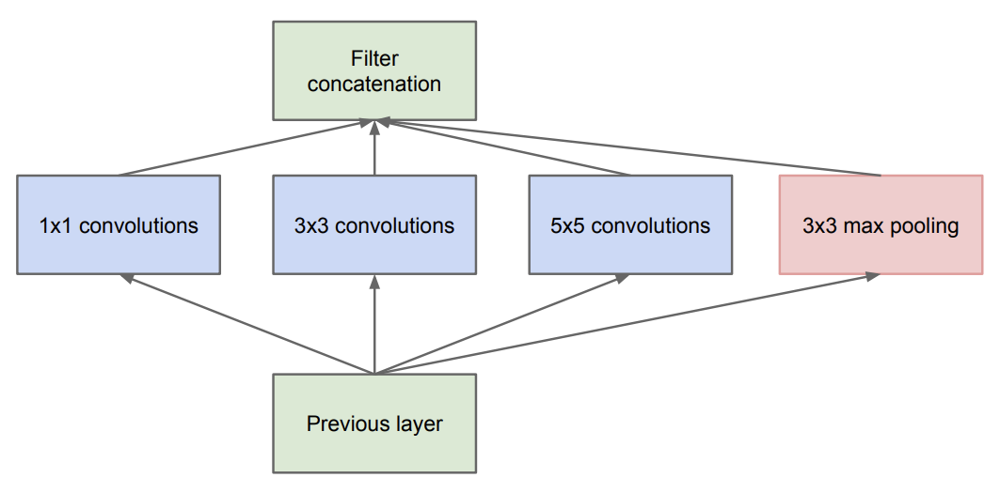 Filter
concatenation
1x1 convolutions
3x3 convolutions
5x5 convolutions
3x3 max pooling
Previous layer